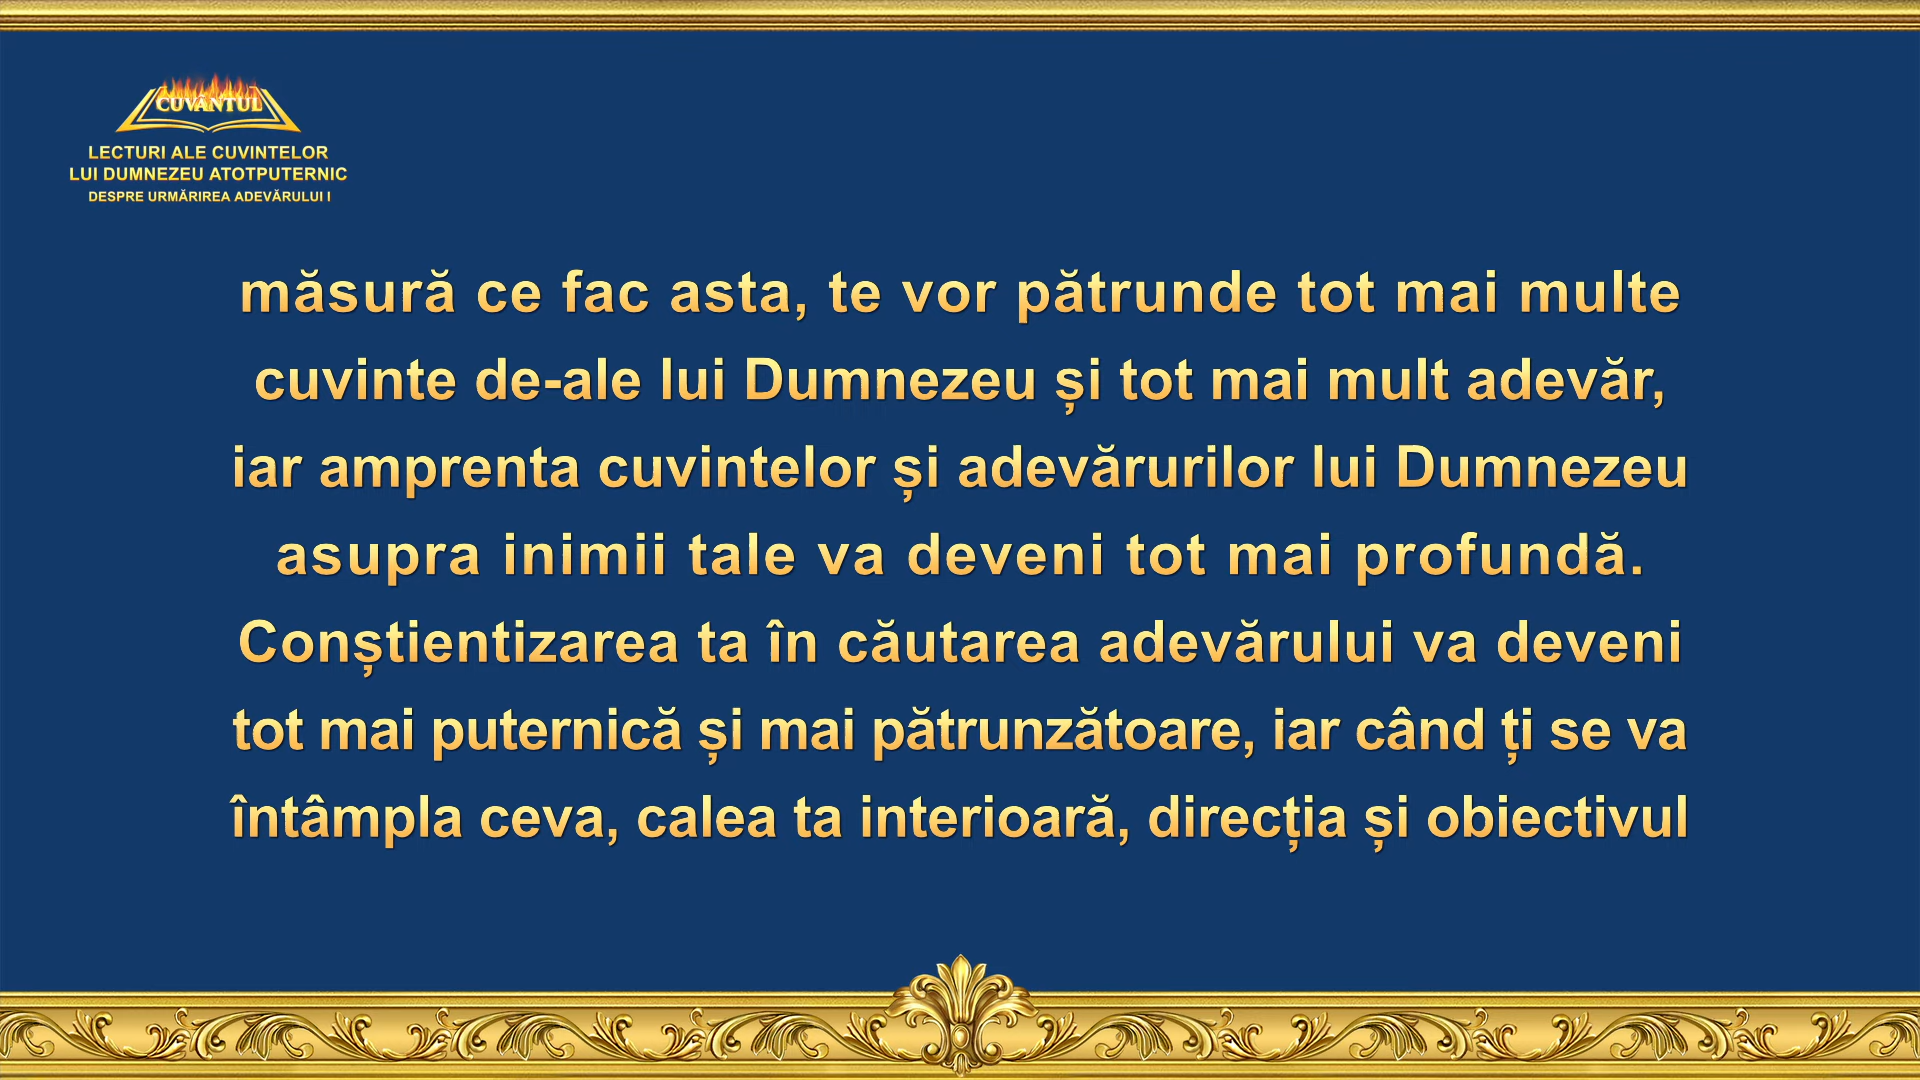 CUVÂNTUL
LECTURI ALE CUVINTELOR
LUI DUMNEZEU ATOTPUTERNIC
DESPRE URMĂRIREA ADEVĂRULUI I
măsură ce fac asta, te vor pătrunde tot mai multe
cuvinte de-ale lui Dumnezeu și tot mai mult adevăr,
iar amprenta cuvintelor și adevărurilor lui Dumnezeu
asupra inimii tale va deveni tot mai profundă.
Conștientizarea ta în căutarea adevărului va deveni
tot mai puternică și mai pătrunzătoare, iar când ți se va
întâmpla ceva, calea ta interioară, direcția și obiectivul